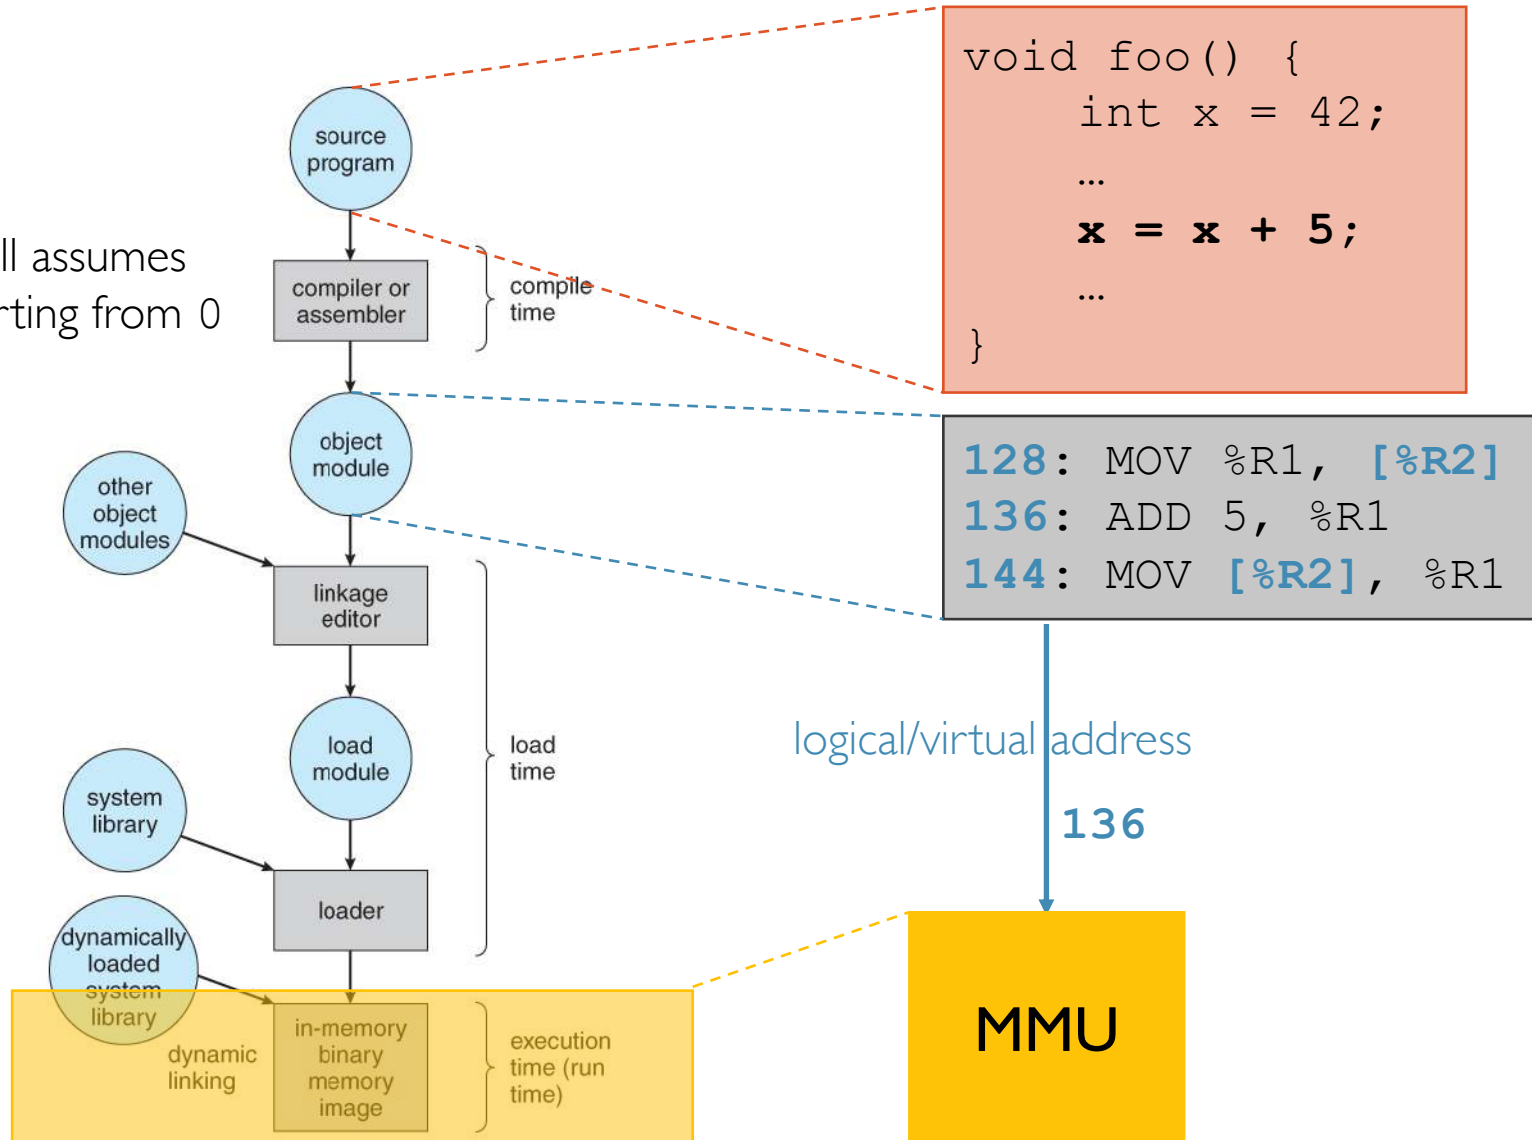 ll assumes
rting from 0
source
program
compiler or
assembler
compile
time
object
module
other
object
modules
linkage
editor
load
module
load
time
system
library
loader
dynamically
loaded
system
library
dynamic
linking
in-memory
binary
memory
image
execution
time (run
time)
void foo() {
int x = 42;
…
x = x + 5;
…
}
128: MOV %R1, [%R2]
136: ADD 5, %R1
144: MOV [%R2], %R1
logical/virtual address
136
MMU